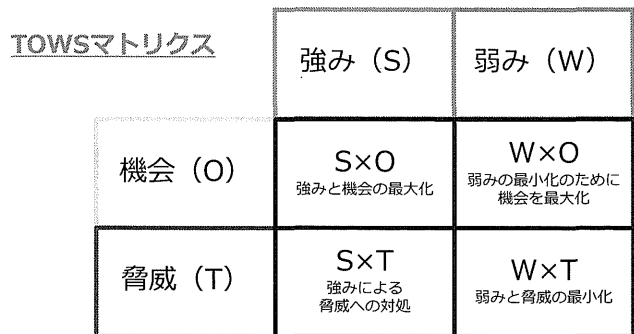 TOWSマトリクス
強み（S）
弱み（W）
機会（O）
S×O
強みと機会の最大化
W×O
弱みの最小化のために
機会を最大化
脅威（T）
S×T
強みによる
脅威への対処
W×T
弱みと脅威の最小化